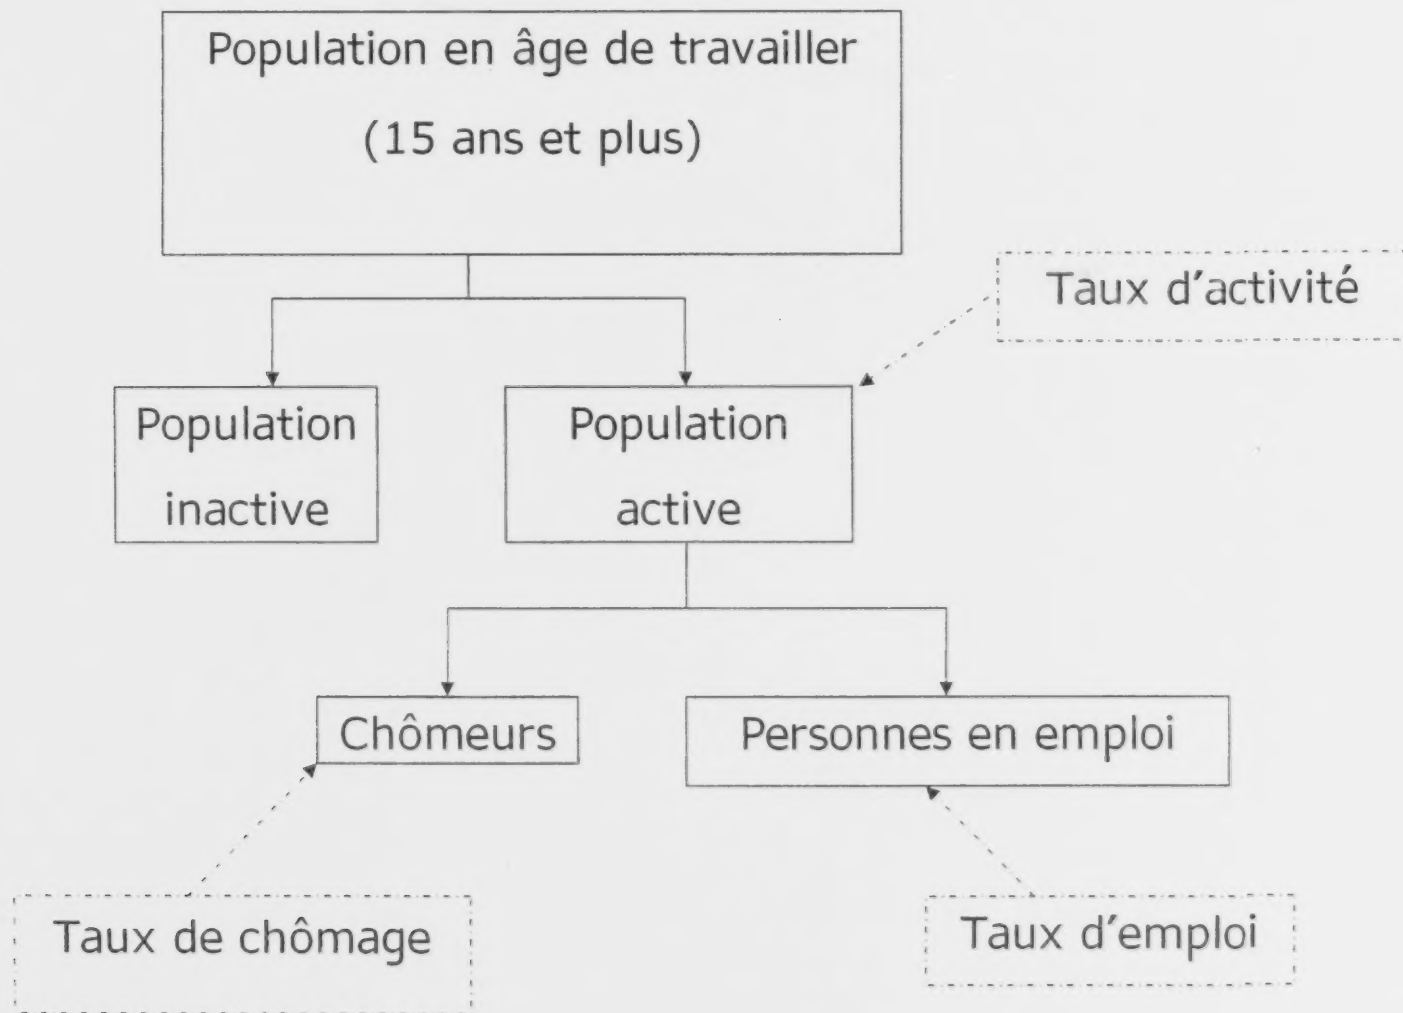 Population en âge de travailler
(15 ans et plus)
Taux d'activité
Population
inactive
Population
active
Chômeurs
Personnes en emploi
Taux de chômage
Taux d'emploi